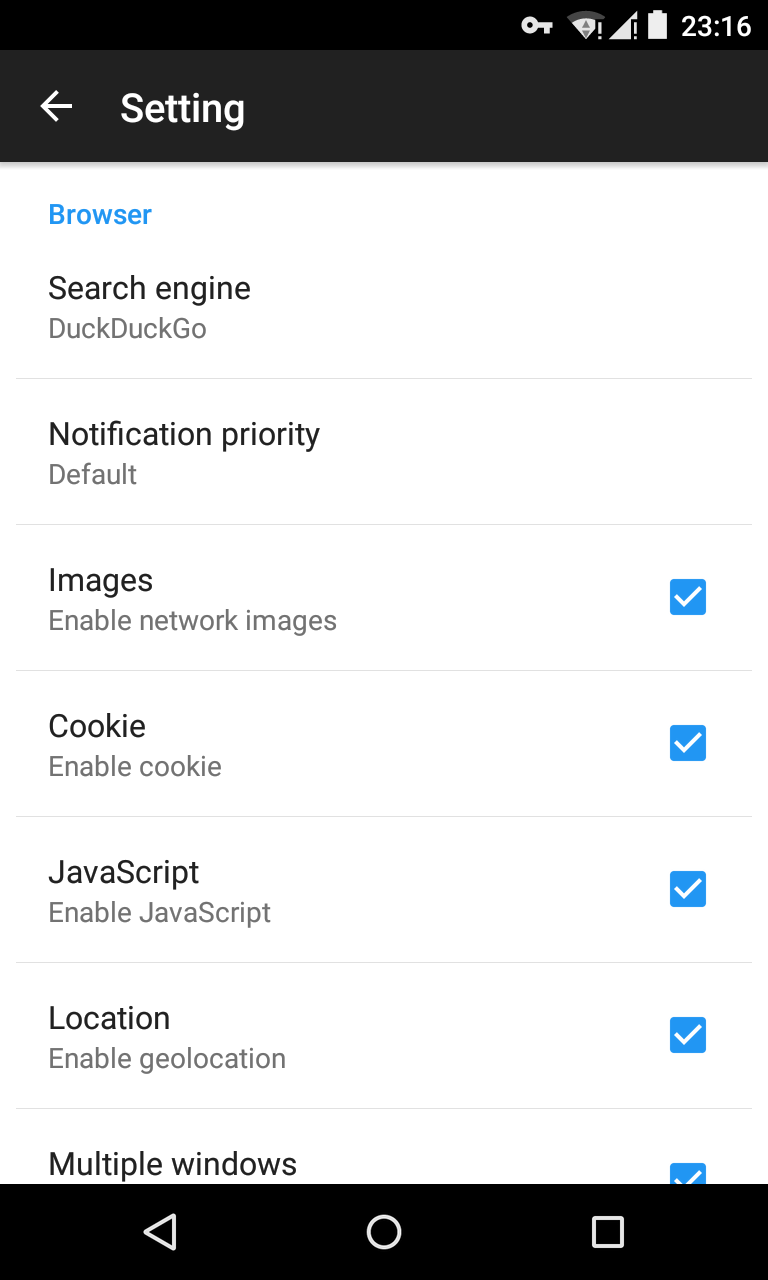 23:16
Setting
Browser
Search engine
DuckDuckGo
Notification priority
Default
Images
Enable network images
Cookie
Enable cookie
JavaScript
Enable JavaScript
Location
Enable geolocation
Multiple windows